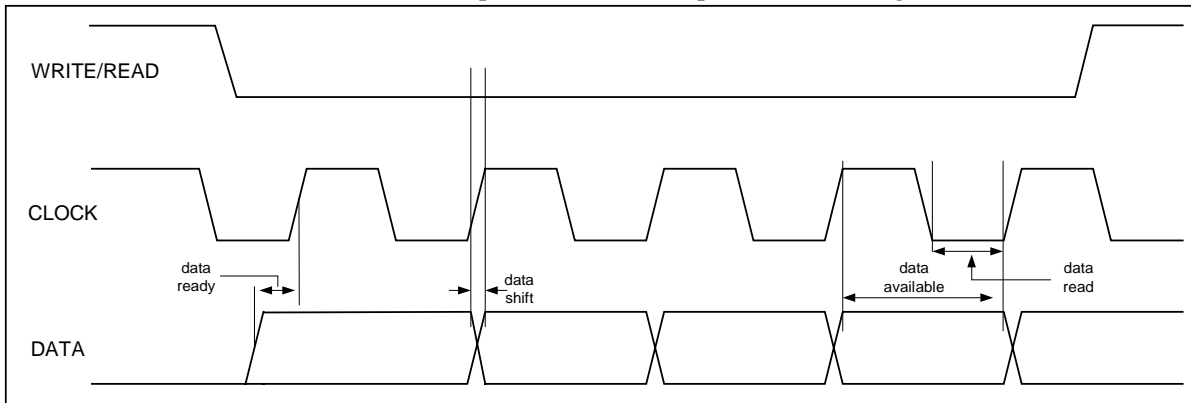 WRITE/READ
CLOCK
data
ready
data
shift
data
available
data
read
DATA